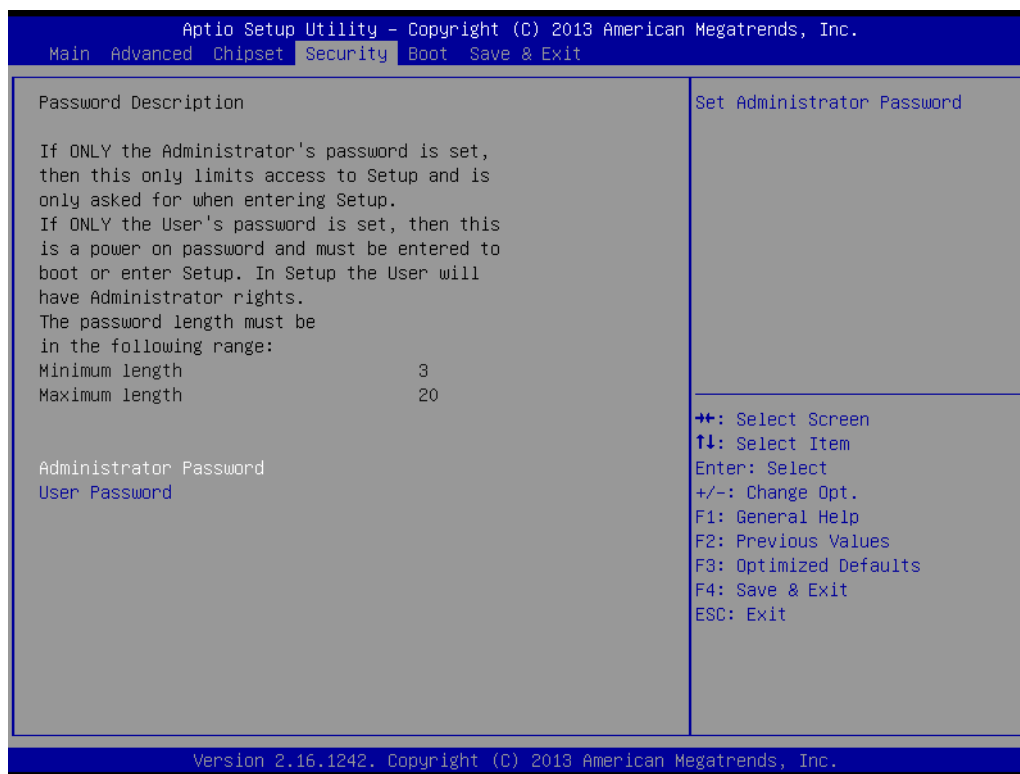 Aptio Setup Utility – Copyright (C) 2013 American Megatrends, Inc.
Main Advanced Chipset Security Boot Save & Exit
Password Description
If ONLY the Administrator's password is set,
then this only limits access to Setup and is
only asked for when entering Setup.
If ONLY the User's password is set, then this
is a power on password and must be entered to
boot or enter Setup. In Setup the User will
have Administrator rights.
The password length must be
in the following range:
Minimum length 3
Maximum length 20
Administrator Password
User Password
Set Administrator Password
→←: Select Screen
↑↓: Select Item
Enter: Select
+/-: Change Opt.
F1: General Help
F2: Previous Values
F3: Optimized Defaults
F4: Save & Exit
ESC: Exit
Version 2.16.1242. Copyright (C) 2013 American Megatrends, Inc.